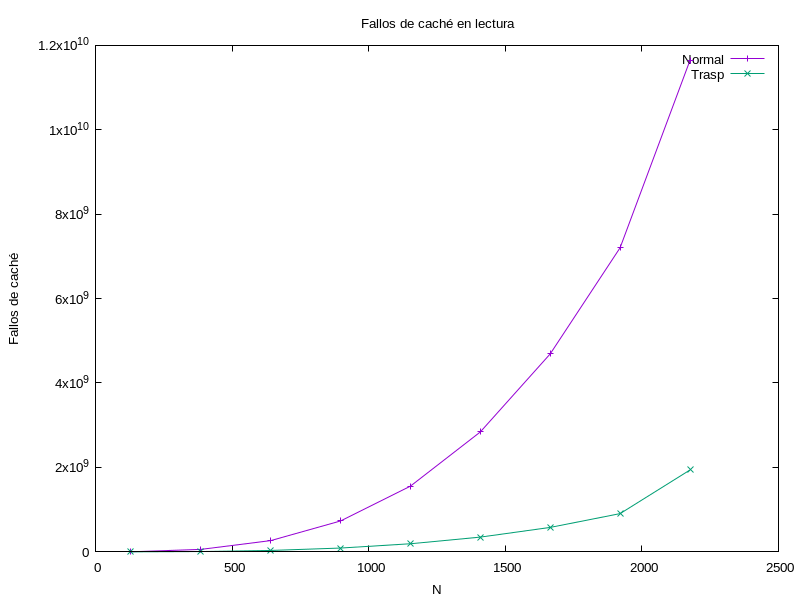 Fallos de caché en lectura
1.2x10^10
1x10^10
8x10^9
6x10^9
4x10^9
2x10^9
0
Fallos de caché
Normal
Trasp
0 500 1000 1500 2000 2500
N